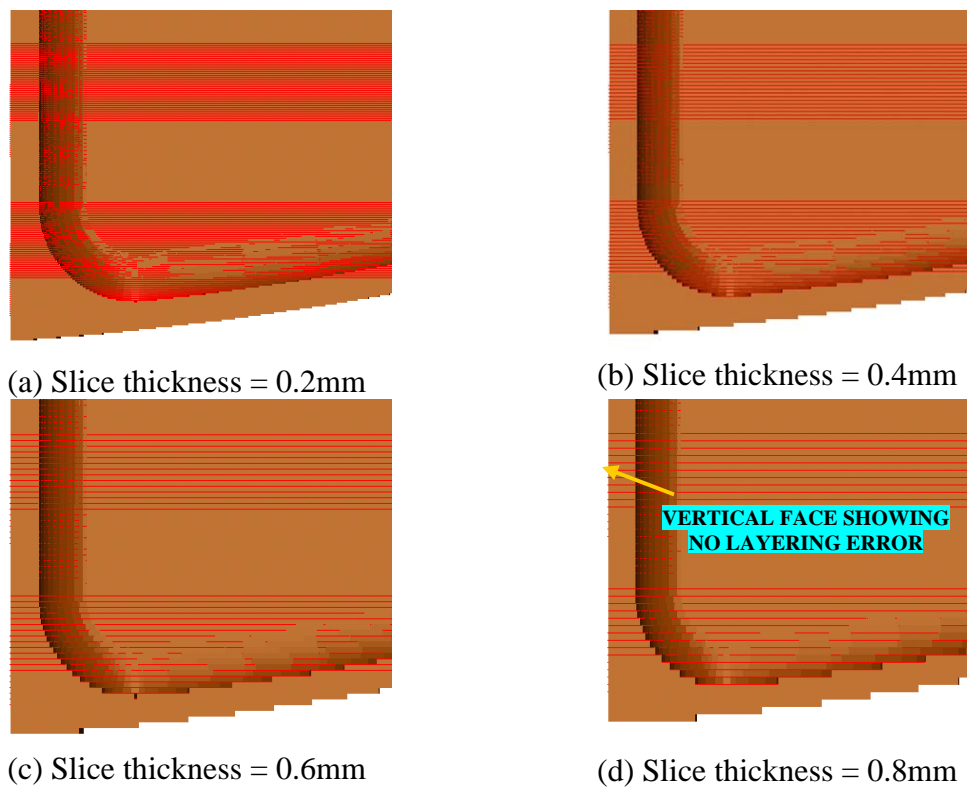 (a) Slice thickness = 0.2mm
(b) Slice thickness = 0.4mm
VERTICAL FACE SHOWING
NO LAYERING ERROR
(c) Slice thickness = 0.6mm
(d) Slice thickness = 0.8mm